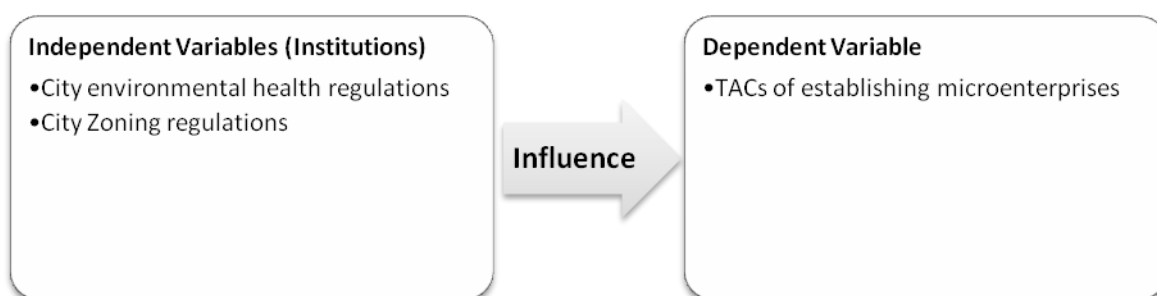 Independent Variables (Institutions)
•City environmental health regulations
•City Zoning regulations
Influence
Dependent Variable
•TACs of establishing microenterprises